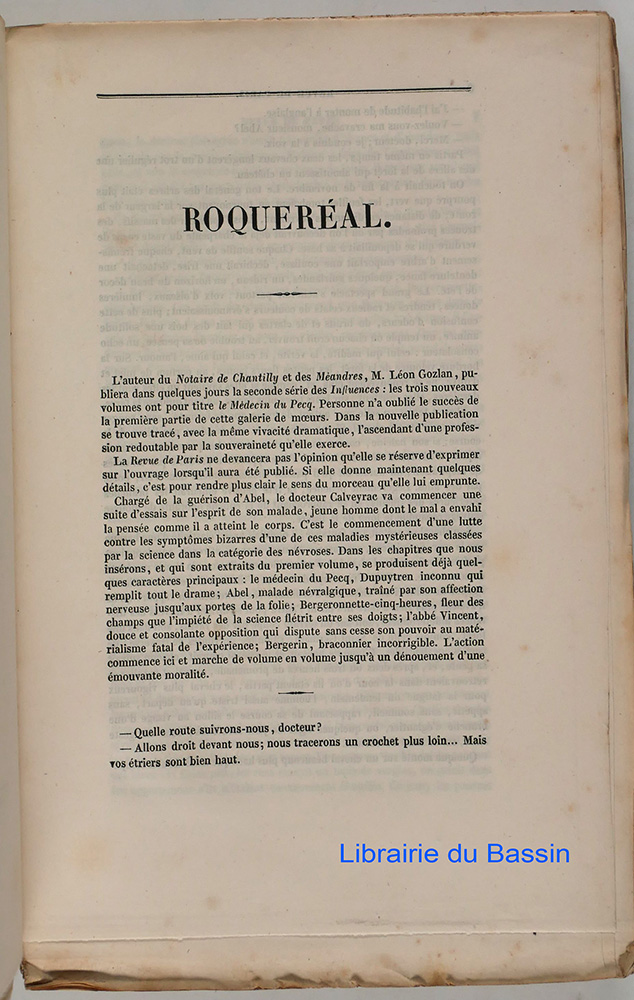 ROQUERÉAL.
L'auteur du Notaire de Chantilly et des Méandres, M. Léon Gozlan, pu-
bliera dans quelques jours la seconde série des Influences : les trois nouveaux
volumes ont pour titre le Médecin du Pecq. Personne n'a oublié le succès de
la première partie de cette galerie de mœurs. Dans la nouvelle publication
se trouve tracé, avec la même vivacité dramatique, l'ascendant d'une profes-
sion redoutable par la souveraineté qu'elle exerce.
La Revue de Paris ne devancera pas l'opinion qu'elle se réserve d'exprimer
sur l'ouvrage lorsqu'il aura été publié. Si elle donne maintenant quelques
détails, c'est pour rendre plus clair le sens du morceau qu'elle lui emprunte.
Chargé de la guérison d'Abel, le docteur Calveyrac va commencer une
suite d'essais sur l'esprit de son malade, jeune homme dont le mal a envahi
la pensée comme il a atteint le corps. C'est le commencement d'une lutte
contre les symptômes bizarres d'une de ces maladies mystérieuses classées
par la science dans la catégorie des névroses. Dans les chapitres que nous
insérons, et qui sont extraits du premier volume, se produisent déjà quel-
ques caractères principaux : le médecin du Pecq, Dupuytren inconnu qui
remplit tout le drame; Abel, malade névralgique, traîné par son affection
nerveuse jusqu'aux portes de la folie; Bergeronnette-cinq-heures, fleur des
champs que l'impiété de la science flétrit entre ses doigts; l'abbé Vincent,
douce et consolante opposition qui dispute sans cesse son pouvoir au maté-
rialisme fatal de l'expérience; Bergerin, braconnier incorrigible. L'action
commence ici et marche de volume en volume jusqu'à un dénouement d'une
émouvante moralité.
— Quelle route suivrons-nous, docteur?
— Allons droit devant nous; nous tracerons un crochet plus loin... Mais
vos étriers sont bien haut.
Librairie du Bassin